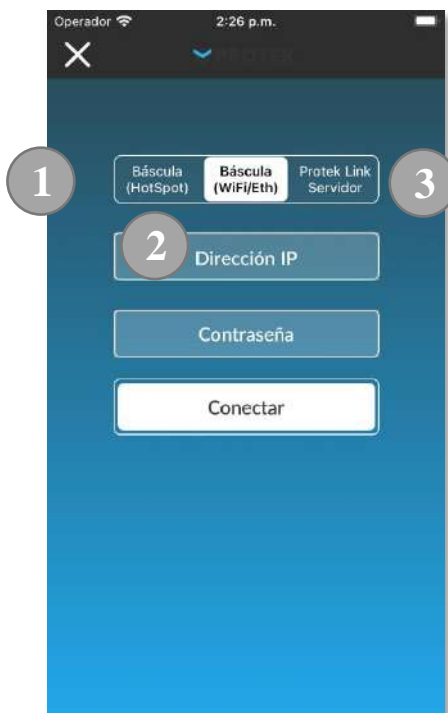 Operador
2:26 p.m.
Báscula
(HotSpot)
Báscula
(WiFi/Eth)
Protek Link
Servidor
1
3
2
Dirección IP
Contraseña
Conectar